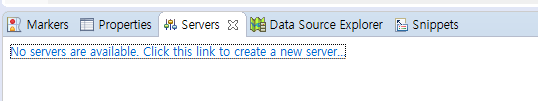 Markers Properties Servers Data Source Explorer Snippets
No servers are available. Click this link to create a new server...